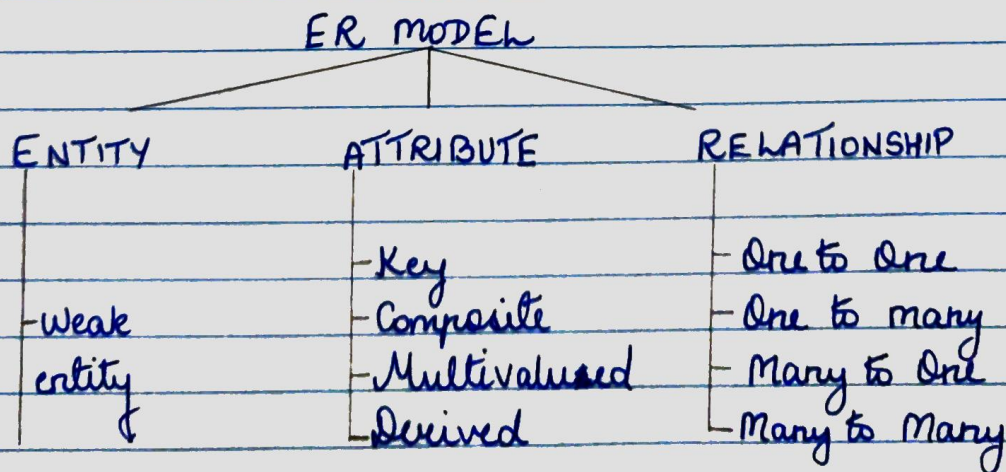 ER MODEL
ENTITY ATTRIBUTE RELATIONSHIP
Key One to One
Weak Composite One to many
entity Multivalued Many to One
Derived Many to Many